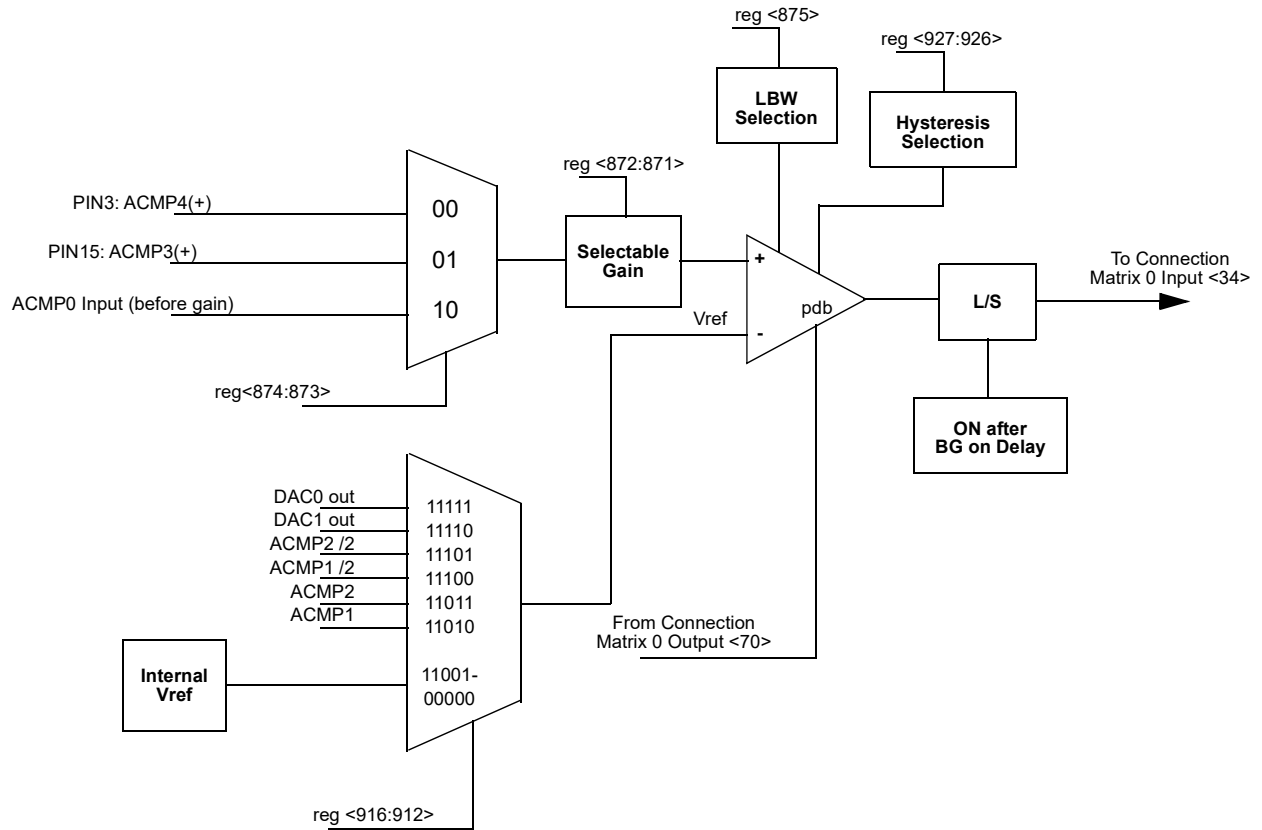 reg <875>
reg <927:926>
LBW
Selection
Hysteresis
Selection
reg <872:871>
PIN3: ACMP4(+)
00
PIN15: ACMP3(+)
01
ACMP0 Input (before gain)
10
Selectable
Gain
+
-
pdb
Vref
L/S
To Connection
Matrix 0 Input <34>
reg<874:873>
ON after
BG on Delay
DAC0 out
11111
DAC1 out
11110
ACMP2 /2
11101
ACMP1 /2
11100
ACMP2
11011
ACMP1
11010
From Connection
Matrix 0 Output <70>
Internal
Vref
11001-
00000
reg <916:912>